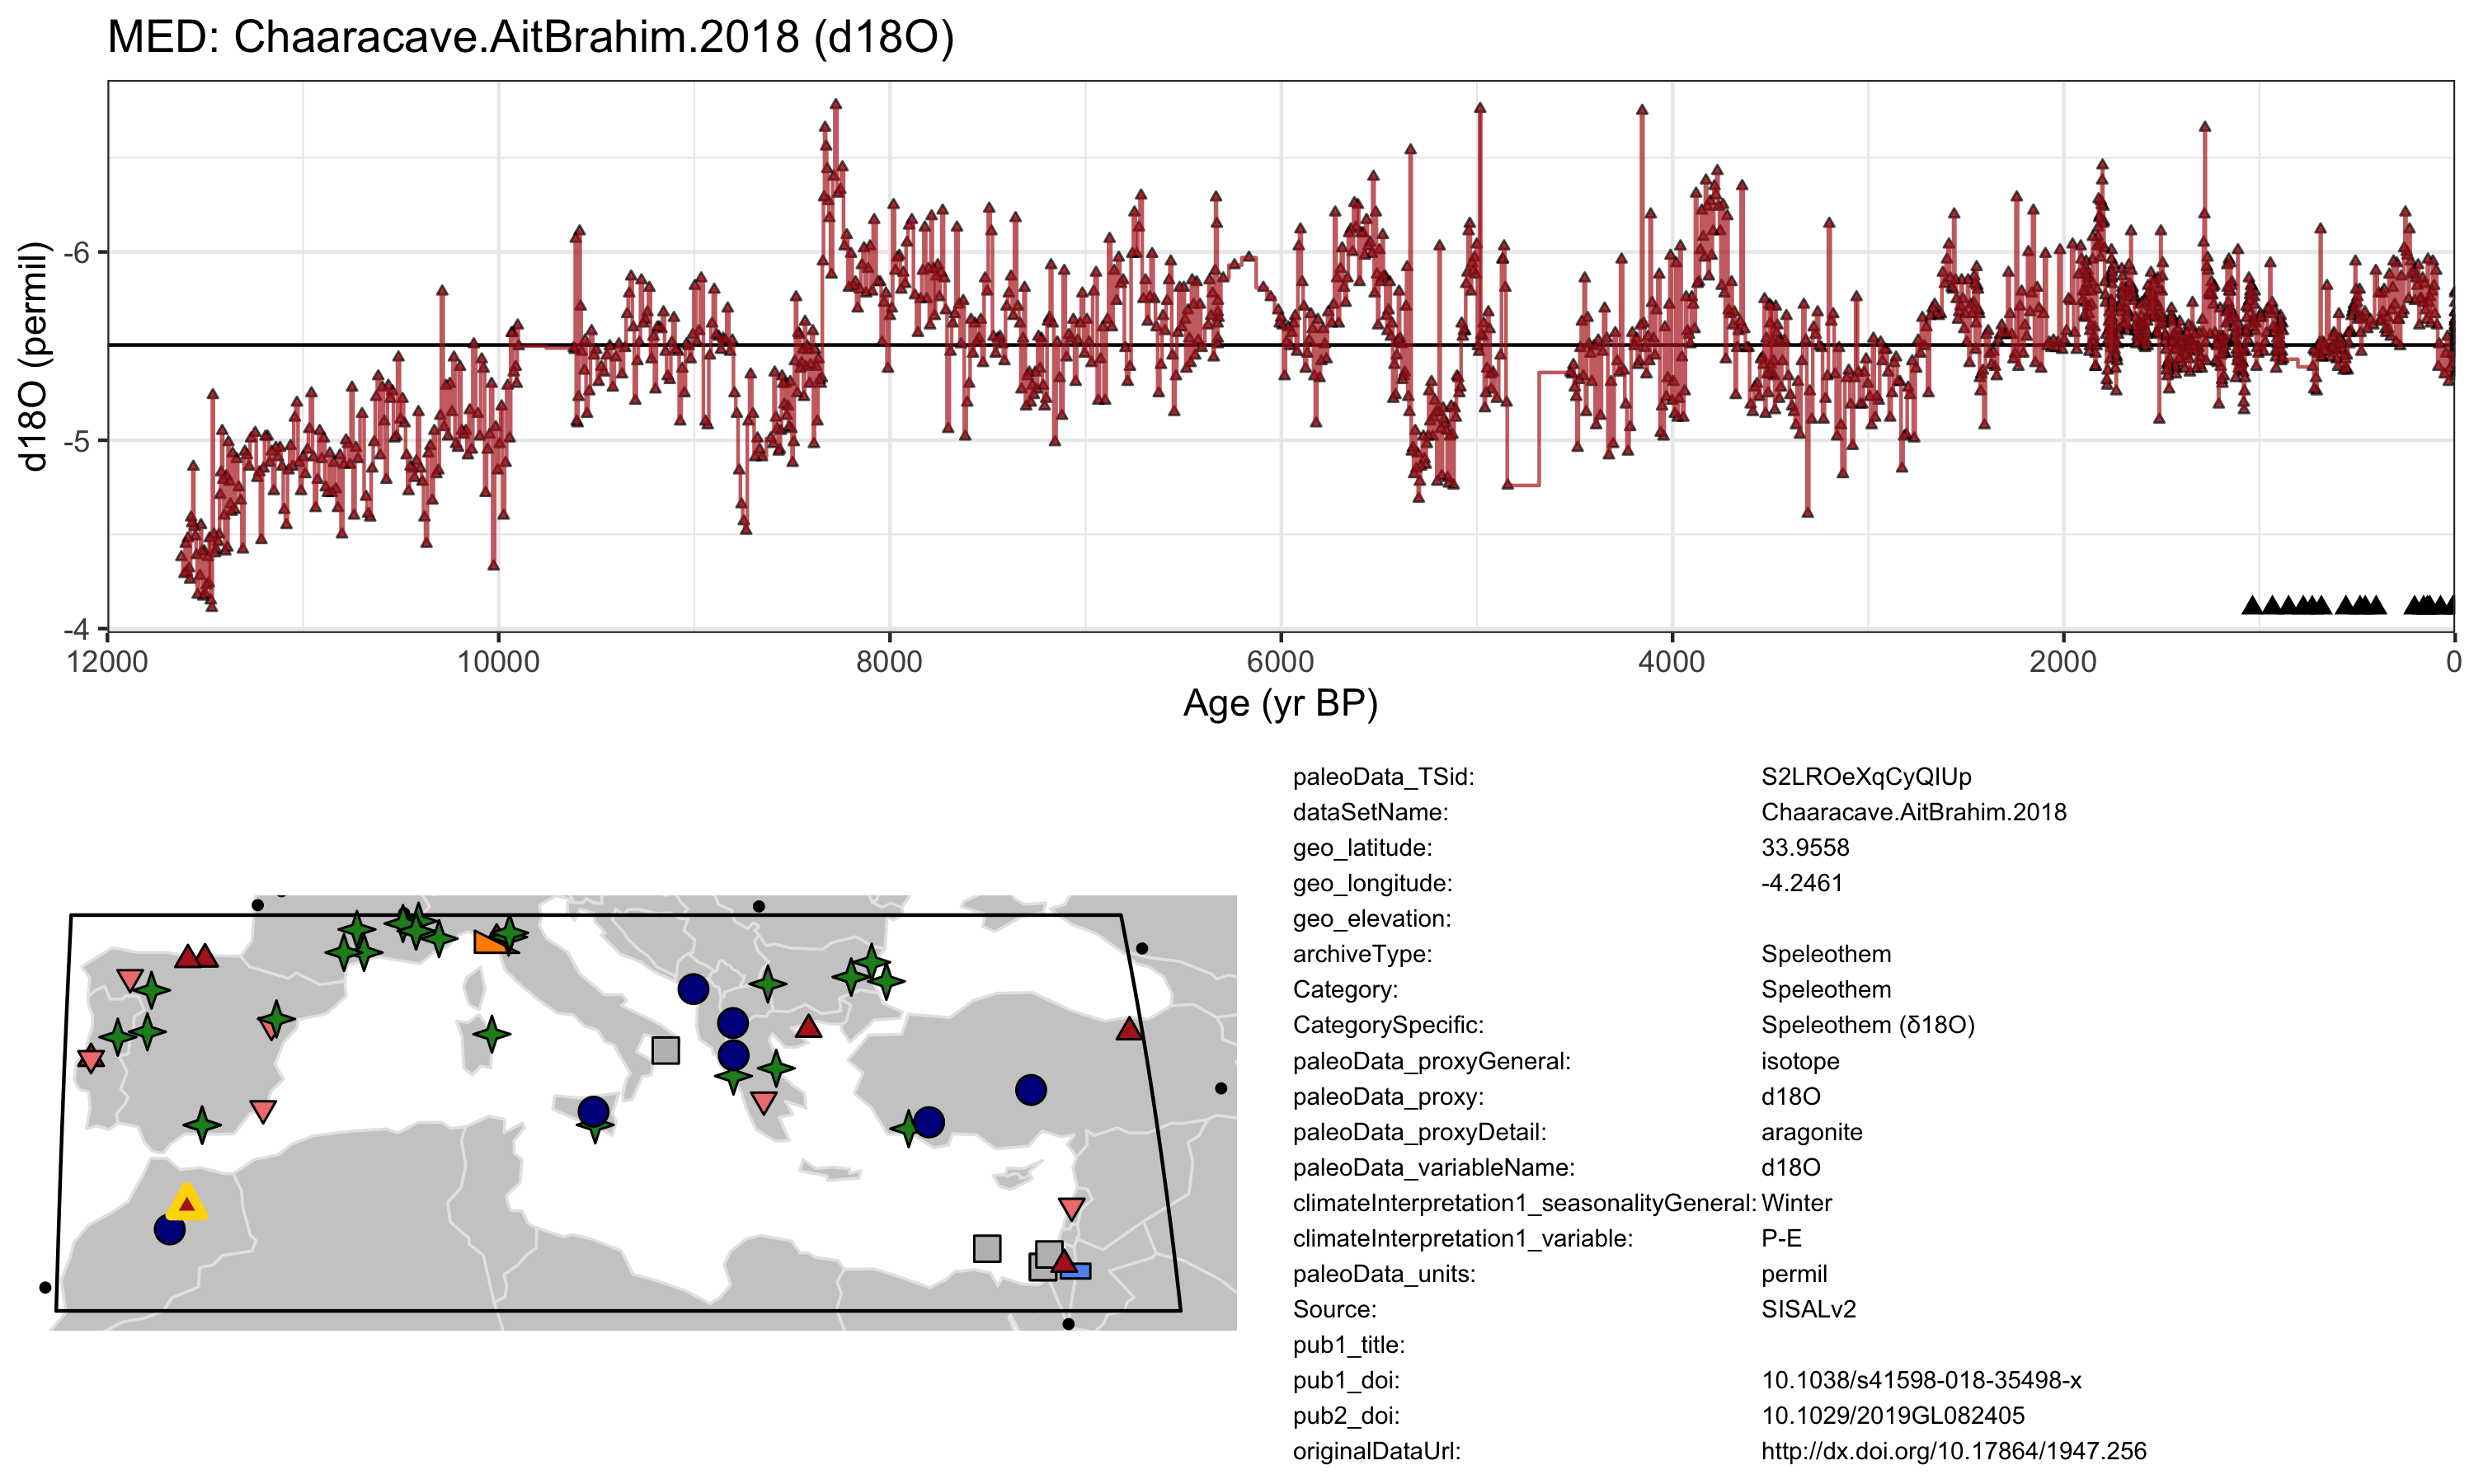 MED: Chaaracave.AitBrahim.2018 (d18O)
d18O (permil)
-6
-5
-4
12000 10000 8000 6000 4000 2000 0
Age (yr BP)
paleoData_TSid: S2LROeXqCyQIUp
dataSetName: Chaaracave.AitBrahim.2018
geo_latitude: 33.9558
geo_longitude: -4.2461
geo_elevation:
archiveType: Speleothem
Category: Speleothem
CategorySpecific: Speleothem (δ18O)
paleoData_proxyGeneral: isotope
paleoData_proxy: d18O
paleoData_proxyDetail: aragonite
paleoData_variableName: d18O
climateInterpretation1_seasonalityGeneral: Winter
climateInterpretation1_variable: P-E
paleoData_units: permil
Source: SISALv2
pub1_title:
pub1_doi: 10.1038/s41598-018-35498-x
pub2_doi: 10.1029/2019GL082405
originalDataUrl: http://dx.doi.org/10.17864/1947.256